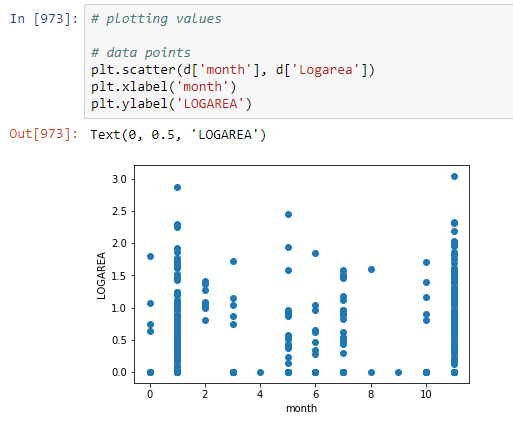 In [973]: # plotting values
# data points
plt.scatter(d['month'], d['Logarea'])
plt.xlabel('month')
plt.ylabel('LOGAREA')
Out[973]: Text(0, 0.5, 'LOGAREA')
3.0
2.5
2.0
1.5
1.0
0.5
0.0
LOGAREA
0 2 4 6 8 10
month